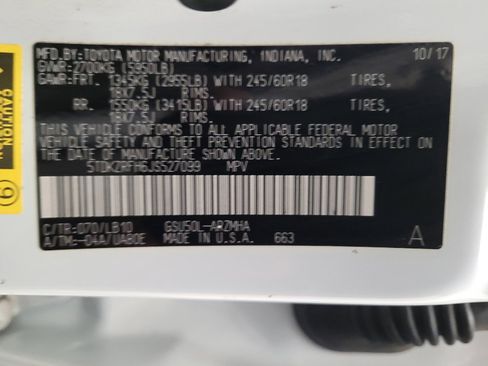 MFD. BY: TOYOTA MOTOR MANUFACTURING, INDIANA, INC. 10/17
GVWR: 2700KG (5950LB)
GAWR: FRT. 1345KG (2955LB) WITH 245/60R18 TIRES,
18X7.5J RIMS.
RR. 1550KG (3415LB) WITH 245/60R18 TIRES,
18X7.5J RIMS.
THIS VEHICLE CONFORMS TO ALL APPLICABLE FEDERAL MOTOR
VEHICLE SAFETY AND THEFT PREVENTION STANDARDS IN EFFECT ON
THE DATE OF MANUFACTURE SHOWN ABOVE.
5TDKZRFH6JS527099 MPV
C/TR: 070/LB10 GSU50L-ARZMHA
A/TM: -04A/UA80E MADE IN U.S.A. 663 A
CAUTION